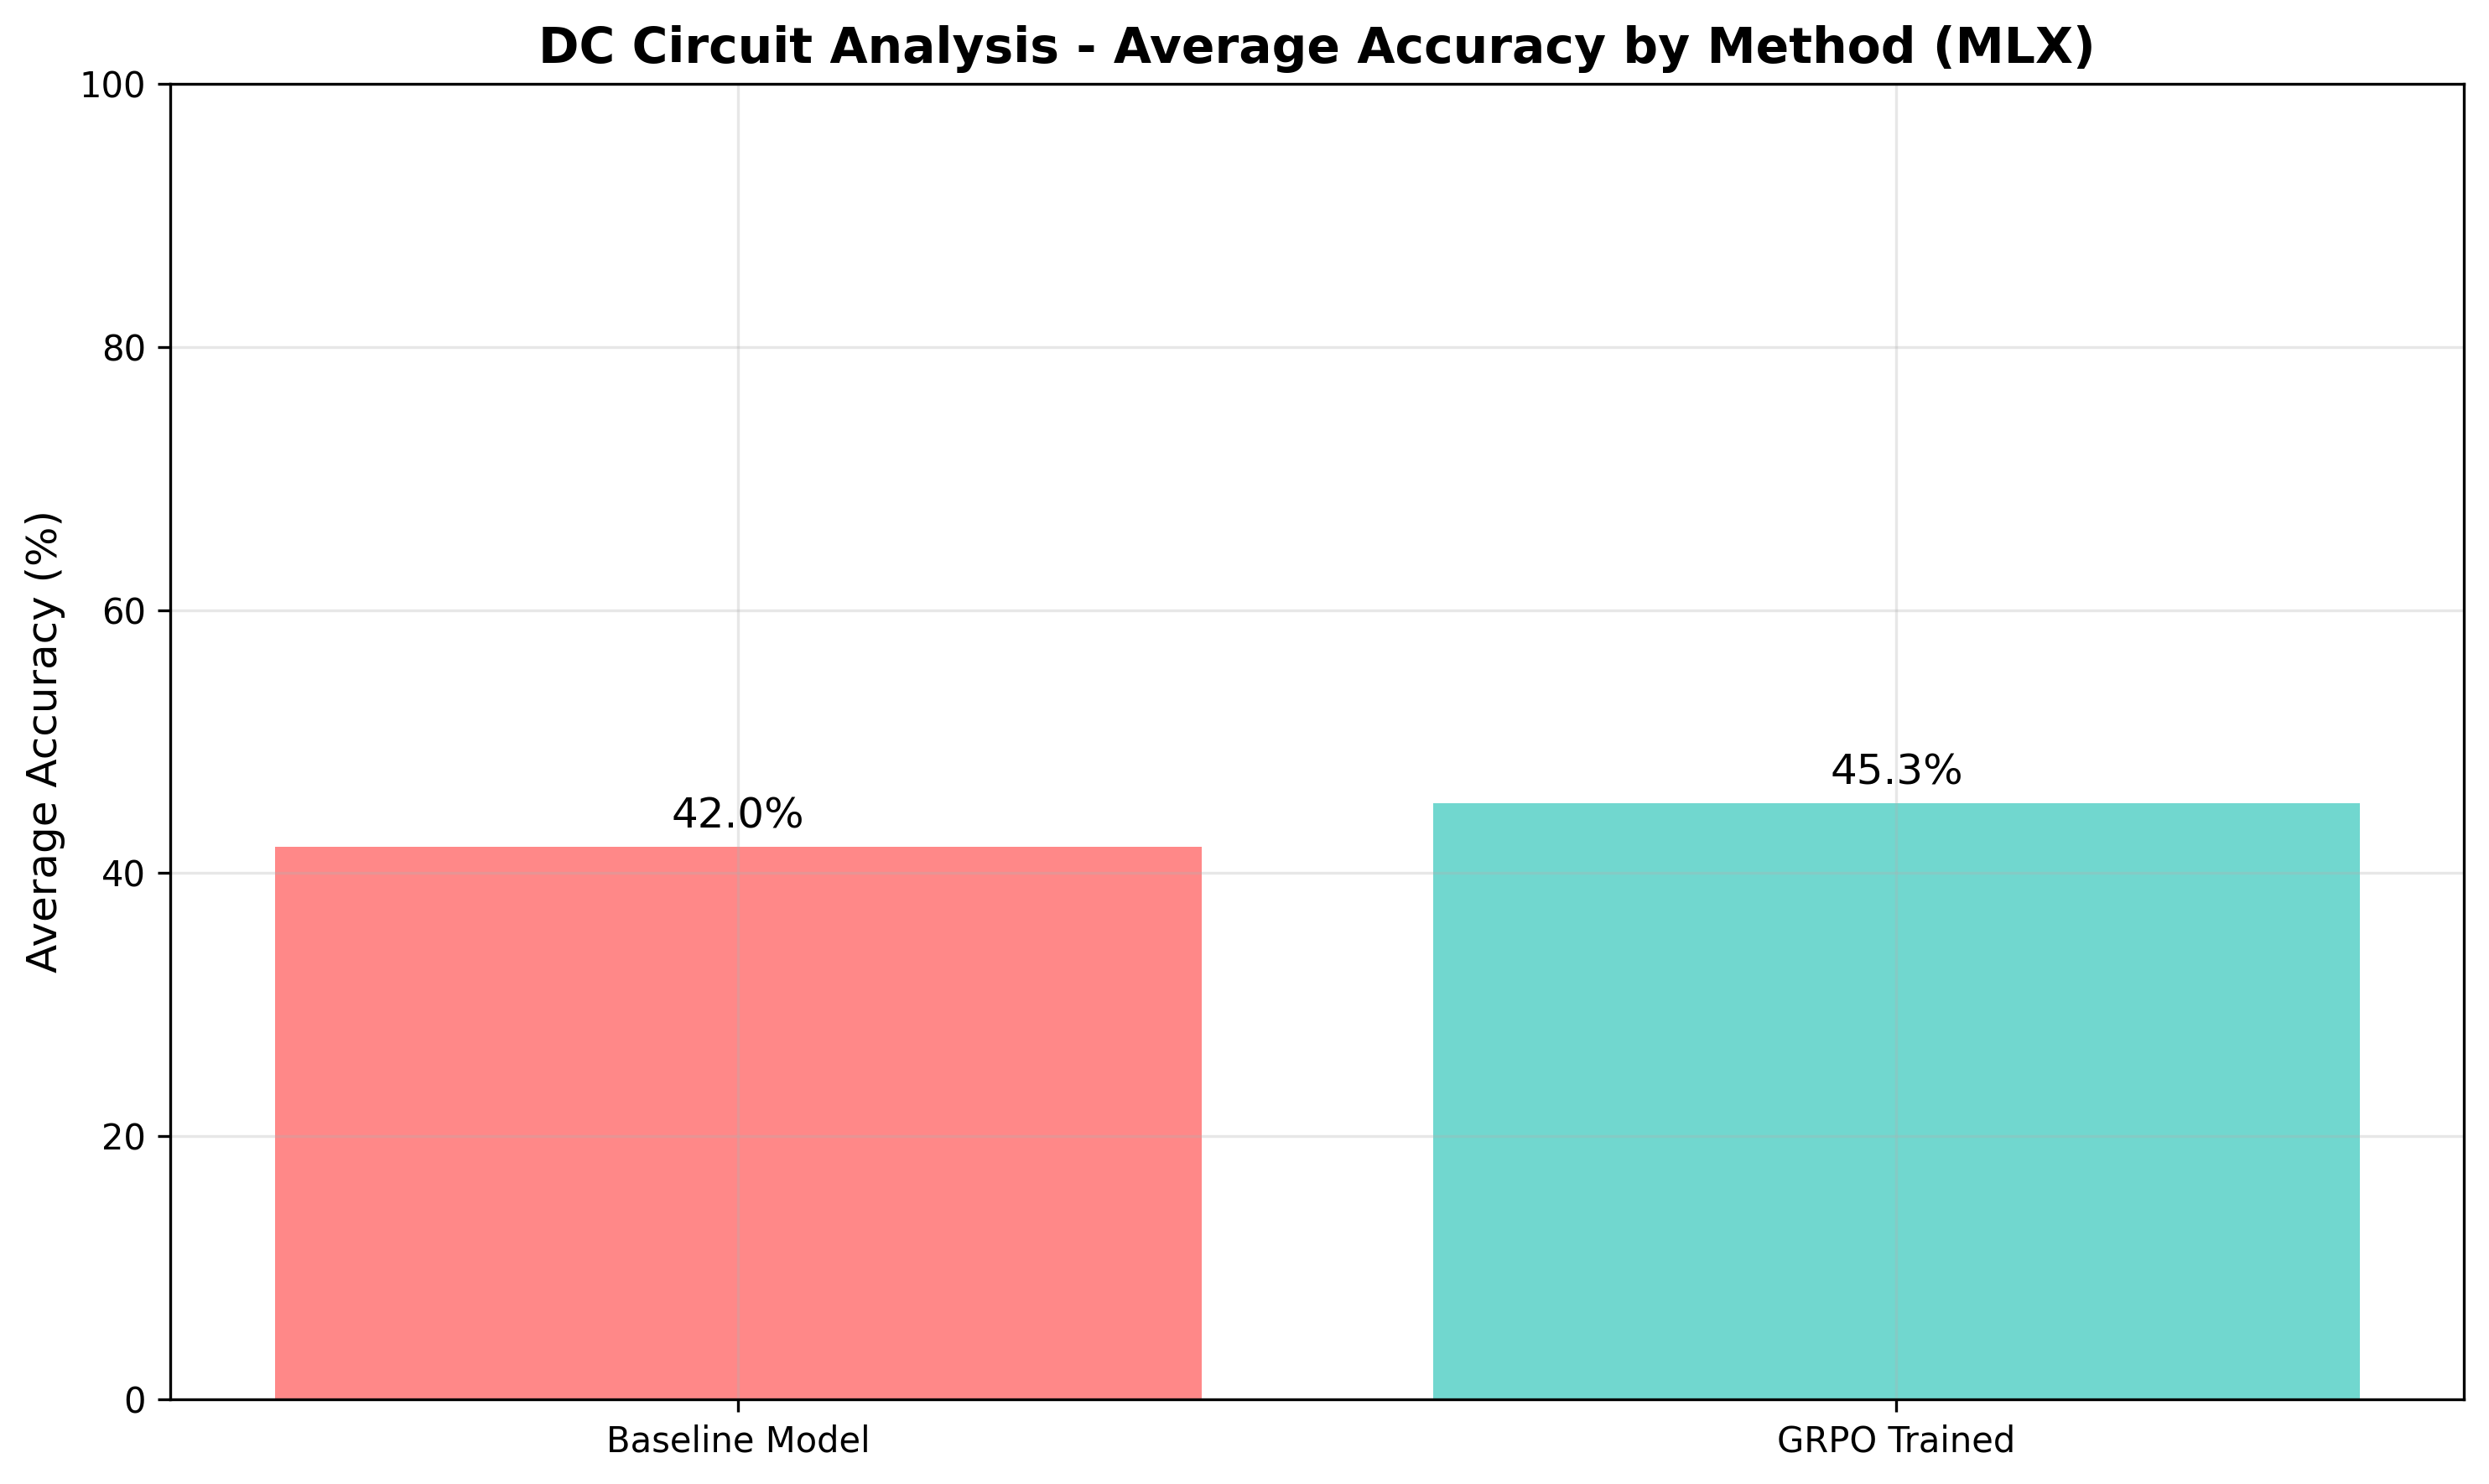 DC Circuit Analysis - Average Accuracy by Method (MLX)
Average Accuracy (%)
100
80
60
40
20
0
42.0%
45.3%
Baseline Model
GRPO Trained